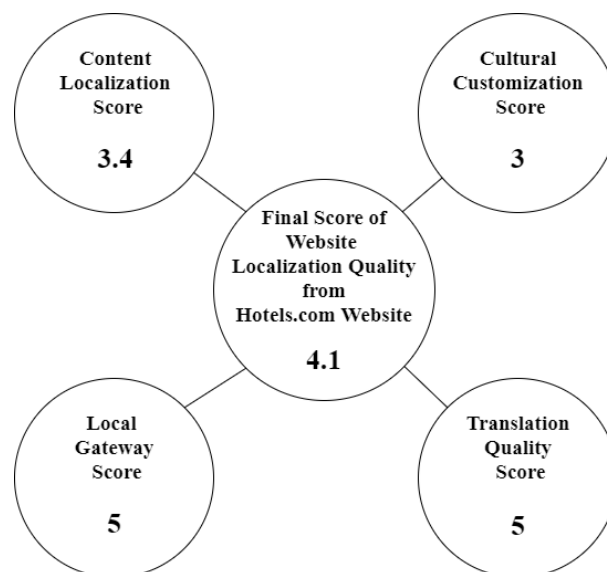 Content
Localization
Score
3.4
Cultural
Customization
Score
3
Final Score of
Website
Localization Quality
from
Hotels.com Website
4.1
Local
Gateway
Score
5
Translation
Quality
Score
5